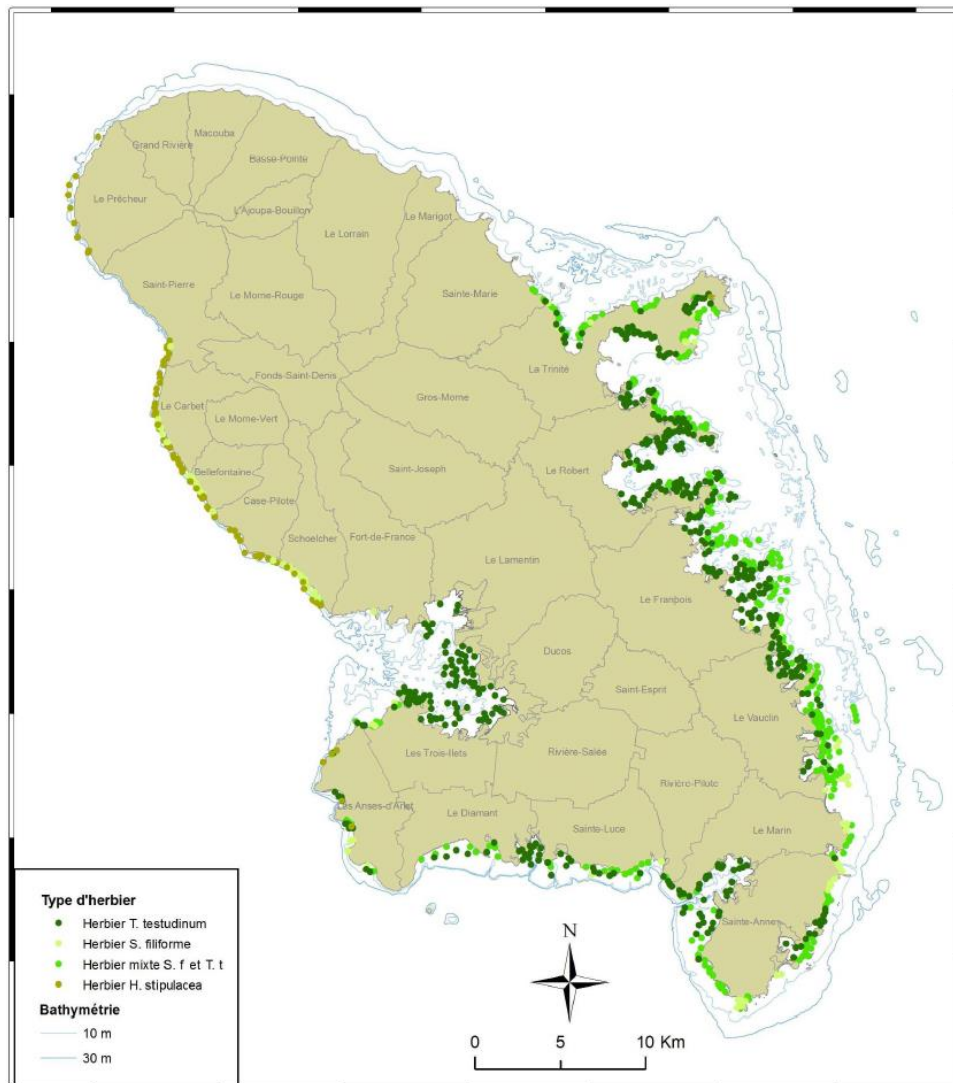 Macouba
Grand Rivière
Basse-Pointe
Le Prêcheur
L'Ajoupa-Bouillon
Le Marigot
Le Lorrain
Saint-Pierre
Le Morne-Rouge
Sainte-Marie
Fonds-Saint-Denis
La Trinité
Le Carbet
Gros-Morne
Le Morne-Vert
Bellefontaine
Saint-Joseph
Le Robert
Case-Pilote
Schoelcher
Fort-de-France
Le Lamentin
Le François
Ducos
Saint-Esprit
Le Vauclin
Les Trois-Ilets
Rivière-Salée
Rivière-Pilote
Les Anses-d'Arlet
Le Diamant
Sainte-Luce
Le Marin
Sainte-Anne
Type d'herbier
Herbier T. testudinum
Herbier S. filiforme
Herbier mixte S. f et T. t
Herbier H. stipulacea
Bathymétrie
10 m
30 m
N
0 5 10 Km